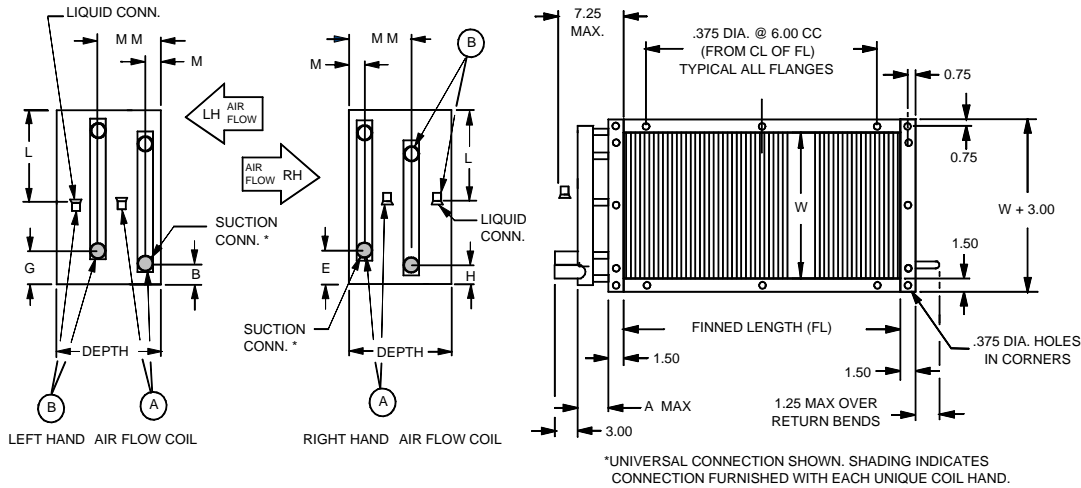 LIQUID CONN.
M M
M
LH AIR
FLOW
L
G
B
SUCTION
CONN. *
DEPTH
B
A
LEFT HAND AIR FLOW COIL
M M
M
B
AIR
FLOW RH
L
LIQUID
CONN.
E
H
SUCTION
CONN. *
DEPTH
A
RIGHT HAND AIR FLOW COIL
7.25
MAX.
.375 DIA. @ 6.00 CC
(FROM CL OF FL)
TYPICAL ALL FLANGES
0.75
0.75
W
W + 3.00
1.50
FINNED LENGTH (FL)
1.50
1.50
.375 DIA. HOLES
IN CORNERS
A MAX
3.00
1.25 MAX OVER
RETURN BENDS
*UNIVERSAL CONNECTION SHOWN. SHADING INDICATES
CONNECTION FURNISHED WITH EACH UNIQUE COIL HAND.